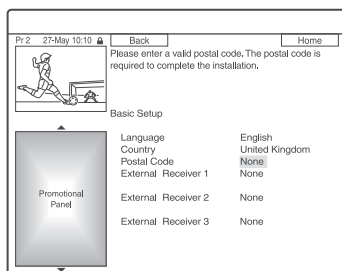 Pr 2 27-May 10:10
Back
Home
Please enter a valid postal code. The postal code is
required to complete the installation.
Basic Setup
Language English
Country United Kingdom
Postal Code None
External Receiver 1 None
External Receiver 2 None
External Receiver 3 None
Promotional
Panel